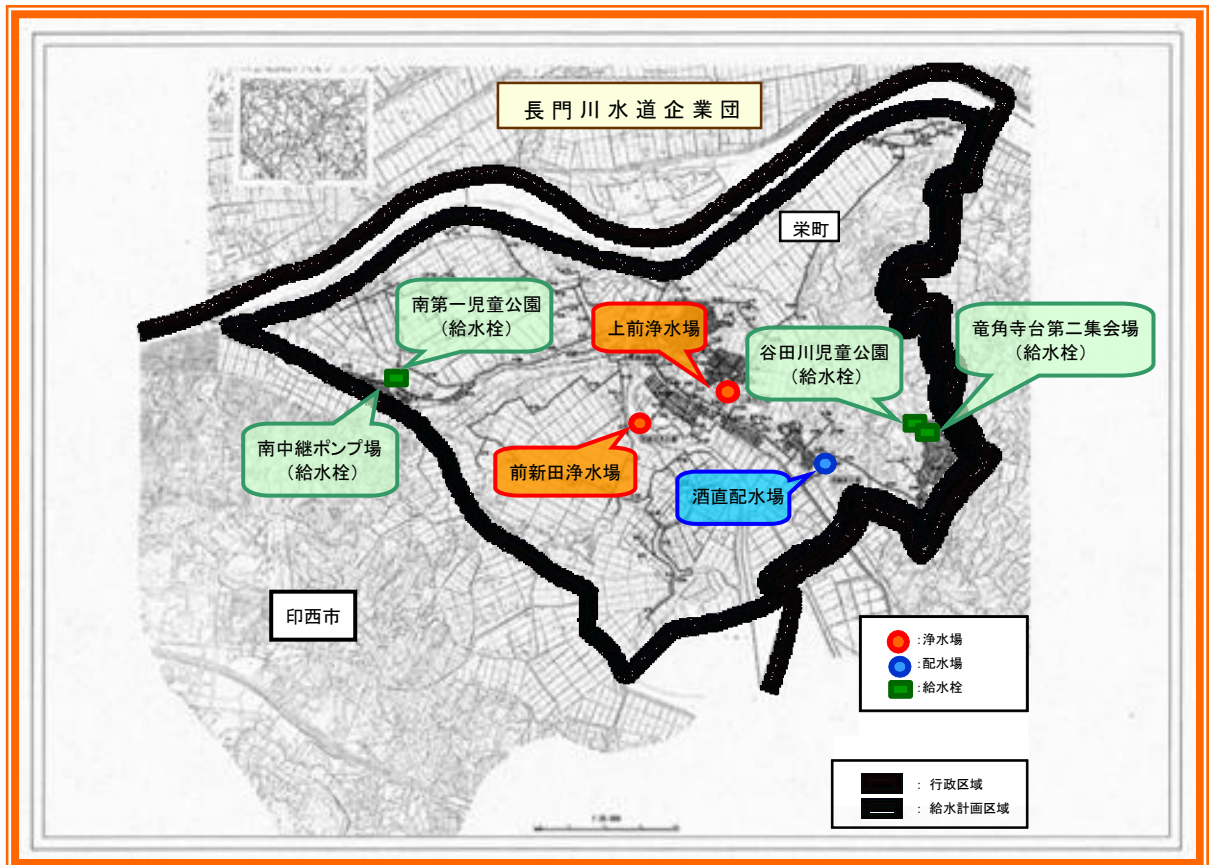 長門川水道企業団
栄町
南第一児童公園
(給水栓)
上前浄水場
谷田川児童公園
(給水栓)
竜角寺台第二集会場
(給水栓)
南中継ポンプ場
(給水栓)
前新田浄水場
酒直配水場
印西市
:浄水場
:配水場
:給水栓
: 行政区域
: 給水計画区域